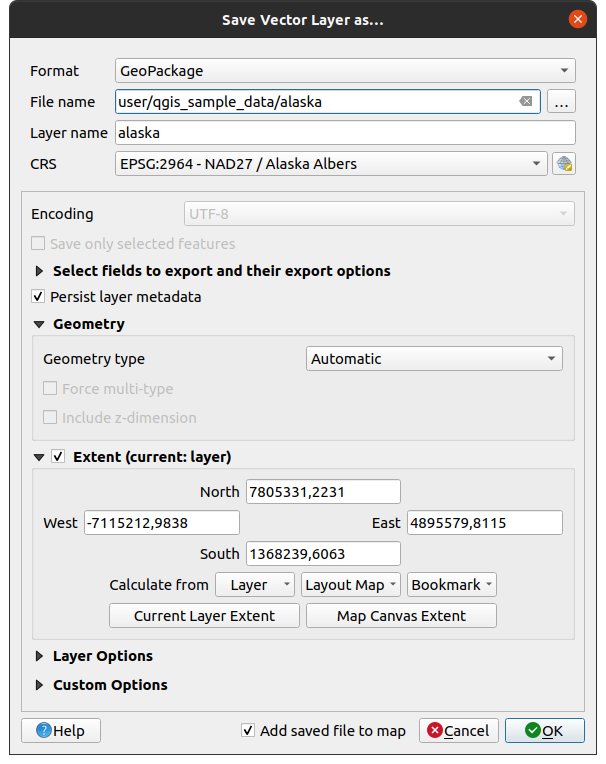 Save Vector Layer as...
Format GeoPackage
File name user/qgis_sample_data/alaska ...
Layer name alaska
CRS EPSG:2964 - NAD27 / Alaska Albers
Encoding UTF-8
Save only selected features
Select fields to export and their export options
Persist layer metadata
Geometry
Geometry type Automatic
Force multi-type
Include z-dimension
Extent (current: layer)
North 7805331,2231
West -7115212,9838 East 4895579,8115
South 1368239,6063
Calculate from Layer Layout Map Bookmark
Current Layer Extent Map Canvas Extent
Layer Options
Custom Options
Help Add saved file to map Cancel OK